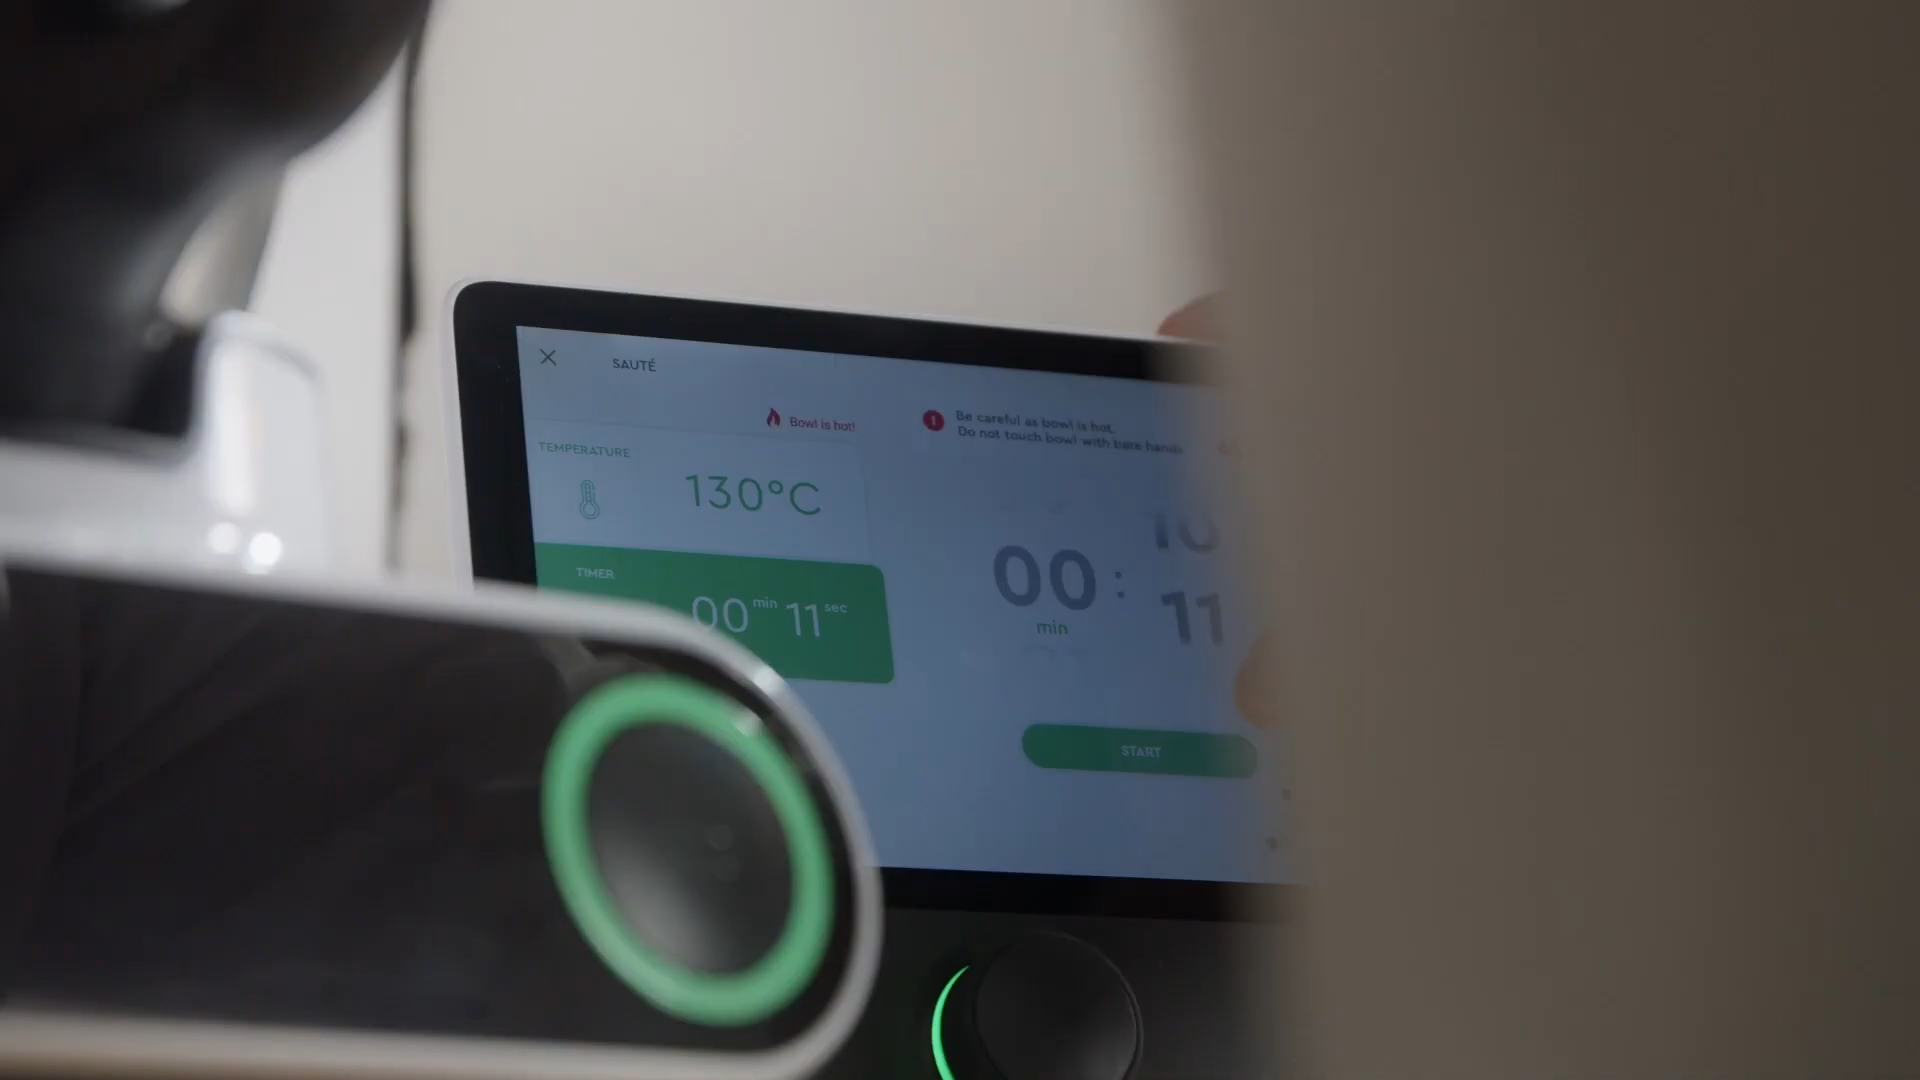 SAUTÉ
Bowl is hot!
Be careful as bowl is hot.
Do not touch bowl with bare hands
TEMPERATURE
130°C
TIMER
00 min 11 sec
10
00 : 11
min
START